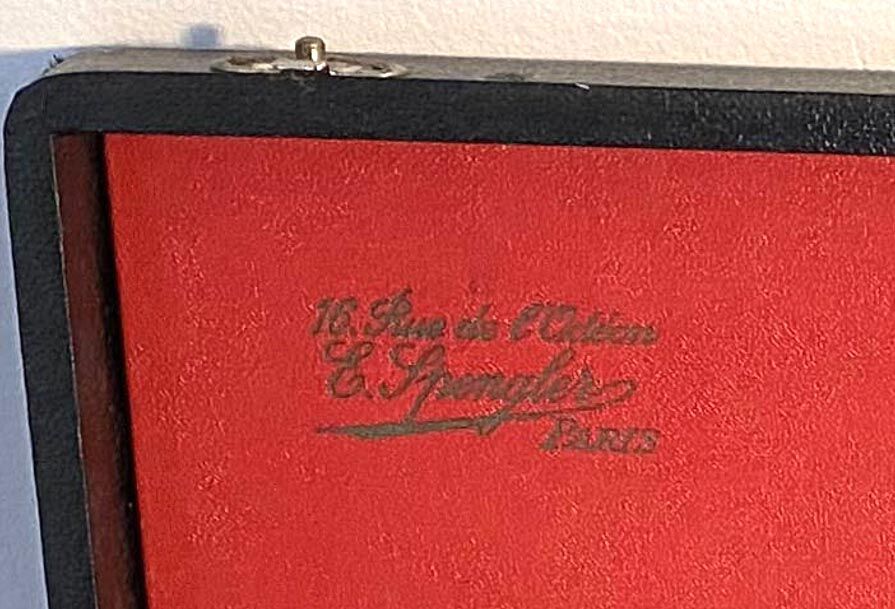 16. Rue de l'Odéon
E. Spengler
PARIS